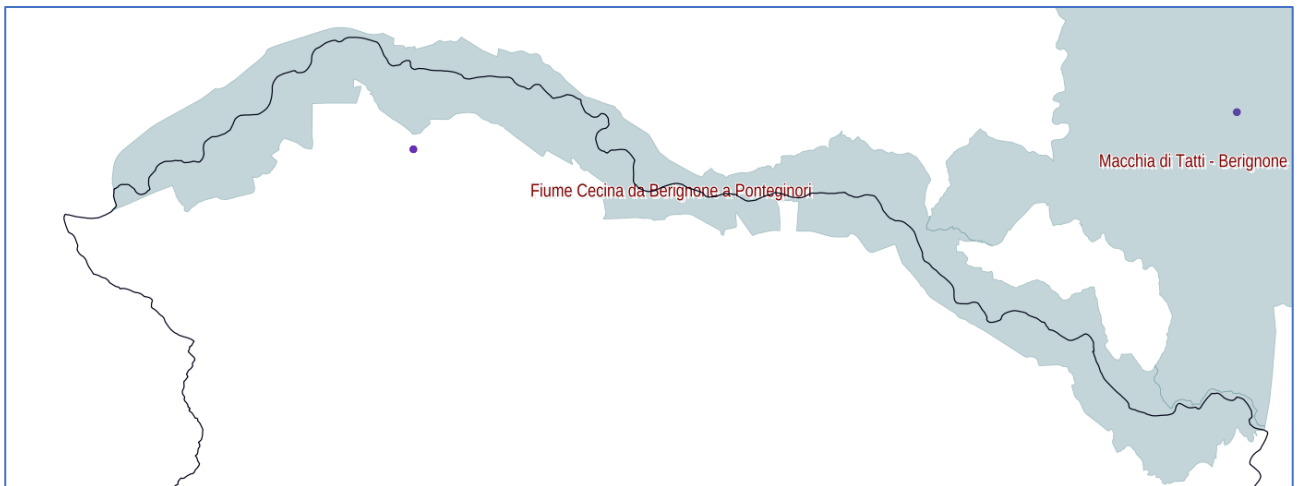 Macchia di Tatti - Berignone
Fiume Cecina da Berignone a Ponteginori